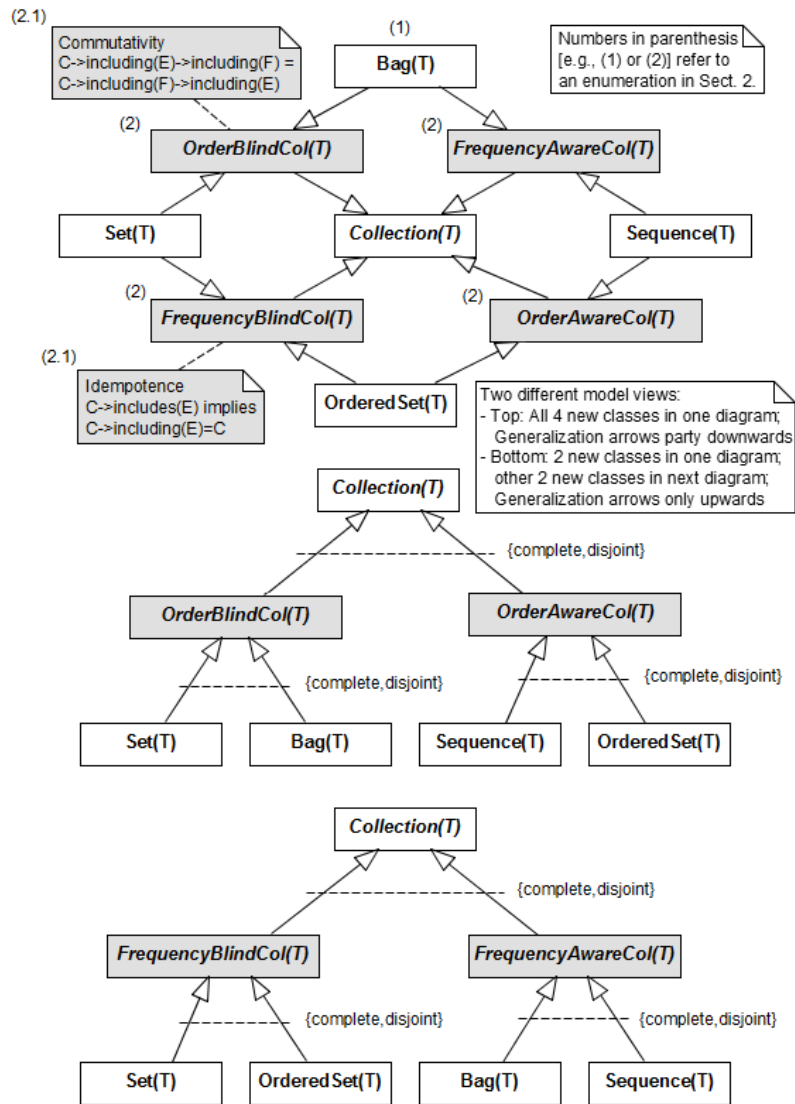 (2.1)
Commutativity
C->including(E)->including(F) =
C->including(F)->including(E)
(1)
Bag(T)
Numbers in parenthesis
[e.g., (1) or (2)] refer to
an enumeration in Sect. 2.
(2)
OrderBlindCol(T)
(2)
FrequencyAwareCol(T)
Set(T)
Collection(T)
Sequence(T)
(2)
FrequencyBlindCol(T)
(2)
OrderAwareCol(T)
(2.1)
Idempotence
C->includes(E) implies
C->including(E)=C
OrderedSet(T)
Two different model views:
- Top: All 4 new classes in one diagram;
Generalization arrows party downwards
- Bottom: 2 new classes in one diagram;
other 2 new classes in next diagram;
Generalization arrows only upwards
Collection(T)
{complete,disjoint}
OrderBlindCol(T)
OrderAwareCol(T)
{complete,disjoint}
{complete,disjoint}
Set(T)
Bag(T)
Sequence(T)
OrderedSet(T)
Collection(T)
{complete,disjoint}
FrequencyBlindCol(T)
FrequencyAwareCol(T)
{complete,disjoint}
{complete,disjoint}
Set(T)
OrderedSet(T)
Bag(T)
Sequence(T)